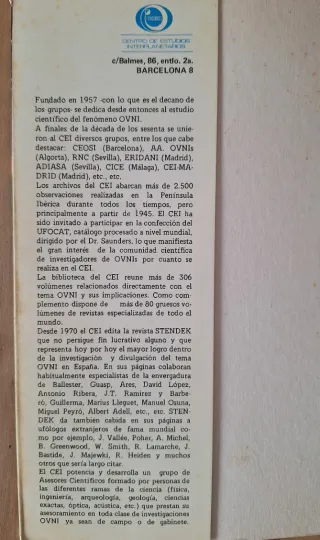 CENTRO DE ESTUDIOS
INTERPLANETARIOS
c/Balmes, 86, entlo. 2a.
BARCELONA 8
Fundado en 1957 -con lo que es el decano de
los grupos- se dedica desde entonces al estudio
científico del fenómeno OVNI.
A finales de la década de los sesenta se unie-
ron al CEI diversos grupos, entre los que cabe
destacar: CEOSI (Barcelona), AA. OVNIs
(Algorta), RNC (Sevilla), ERIDANI (Madrid),
ADIASA (Sevilla), CICE (Málaga), CEI-MA-
DRID (Madrid), etc., etc.
Los archivos del CEI abarcan más de 2.500
observaciones realizadas en la Península
Ibérica durante todos los tiempos, pero
principalmente a partir de 1945. El CEI ha
sido invitado a participar en la confección del
UFOCAT, catálogo procesado a nivel mundial,
dirigido por el Dr. Saunders, lo que manifiesta
el gran interés de la comunidad científica
de investigadores de OVNIs por cuanto se
realiza en el CEI.
La biblioteca del CEI reune más de 306
volúmenes relacionados directamente con el
tema OVNI y sus implicaciones. Como com-
plemento dispone de más de 80 gruesos vo-
lúmenes de revistas especializadas de todo el
mundo.
Desde 1970 el CEI edita la revista STENDEK
que no persigue fin lucrativo alguno y que
representa hoy por hoy el mayor logro dentro
de la investigación y divulgación del tema
OVNI en España. En sus páginas colaboran
habitualmente especialistas de la envergadura
de Ballester, Guasp, Ares, David López,
Antonio Ribera, J.T. Ramirez y Barbe-
ro, Guillerma, Marius Lleguet, Manuel Osuna,
Miguel Peyró, Albert Adell, etc., etc. STEN-
DEK da también cabida en sus páginas a
ufólogos extranjeros de fama mundial co-
mo por ejemplo, J. Vallée, Poher, A. Michel,
B. Greenwood, W. Smith, R. Lamarche, J.
Bastide, J. Majewki, R. Heiden y muchos
otros que sería largo citar.
El CEI potencia y desarrolla un grupo de
Asesores Científicos formado por personas de
las diferentes ramas de la ciencia (física,
ingeniería, arqueología, geología, ciencias
exactas, óptica, acústica, etc.) que prestan su
asesoramiento en toda clase de investigaciones
OVNI ya sean de campo o de gabinete.